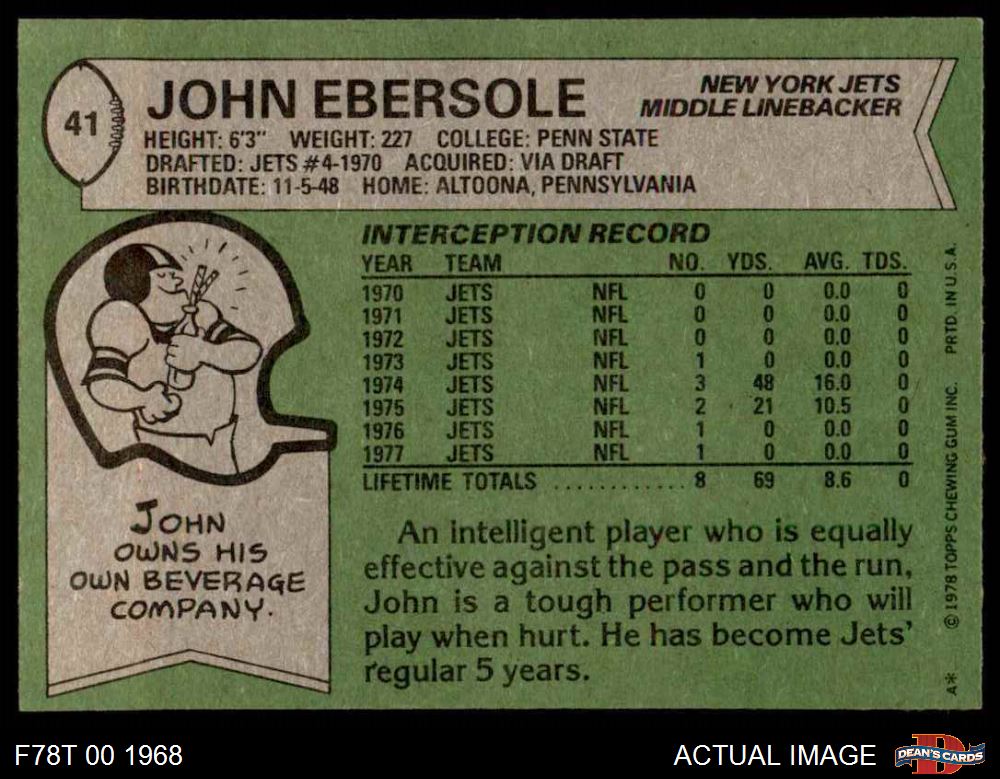 41
JOHN EBERSOLE
NEW YORK JETS
MIDDLE LINEBACKER
HEIGHT: 6'3" WEIGHT: 227 COLLEGE: PENN STATE
DRAFTED: JETS #4-1970 ACQUIRED: VIA DRAFT
BIRTHDATE: 11-5-48 HOME: ALTOONA, PENNSYLVANIA
INTERCEPTION RECORD
YEAR TEAM NO. YDS. AVG. TDS.
1970 JETS NFL 0 0 0.0 0
1971 JETS NFL 0 0 0.0 0
1972 JETS NFL 0 0 0.0 0
1973 JETS NFL 1 0 0.0 0
1974 JETS NFL 3 48 16.0 0
1975 JETS NFL 2 21 10.5 0
1976 JETS NFL 1 0 0.0 0
1977 JETS NFL 1 0 0.0 0
LIFETIME TOTALS ............ 8 69 8.6 0
JOHN
OWNS HIS
OWN BEVERAGE
COMPANY.
An intelligent player who is equally
effective against the pass and the run,
John is a tough performer who will
play when hurt. He has become Jets'
regular 5 years.
A* © 1978 TOPPS CHEWING GUM INC. PRTD. IN U.S.A.
F78T 00 1968
ACTUAL IMAGE
DEAN'S CARDS